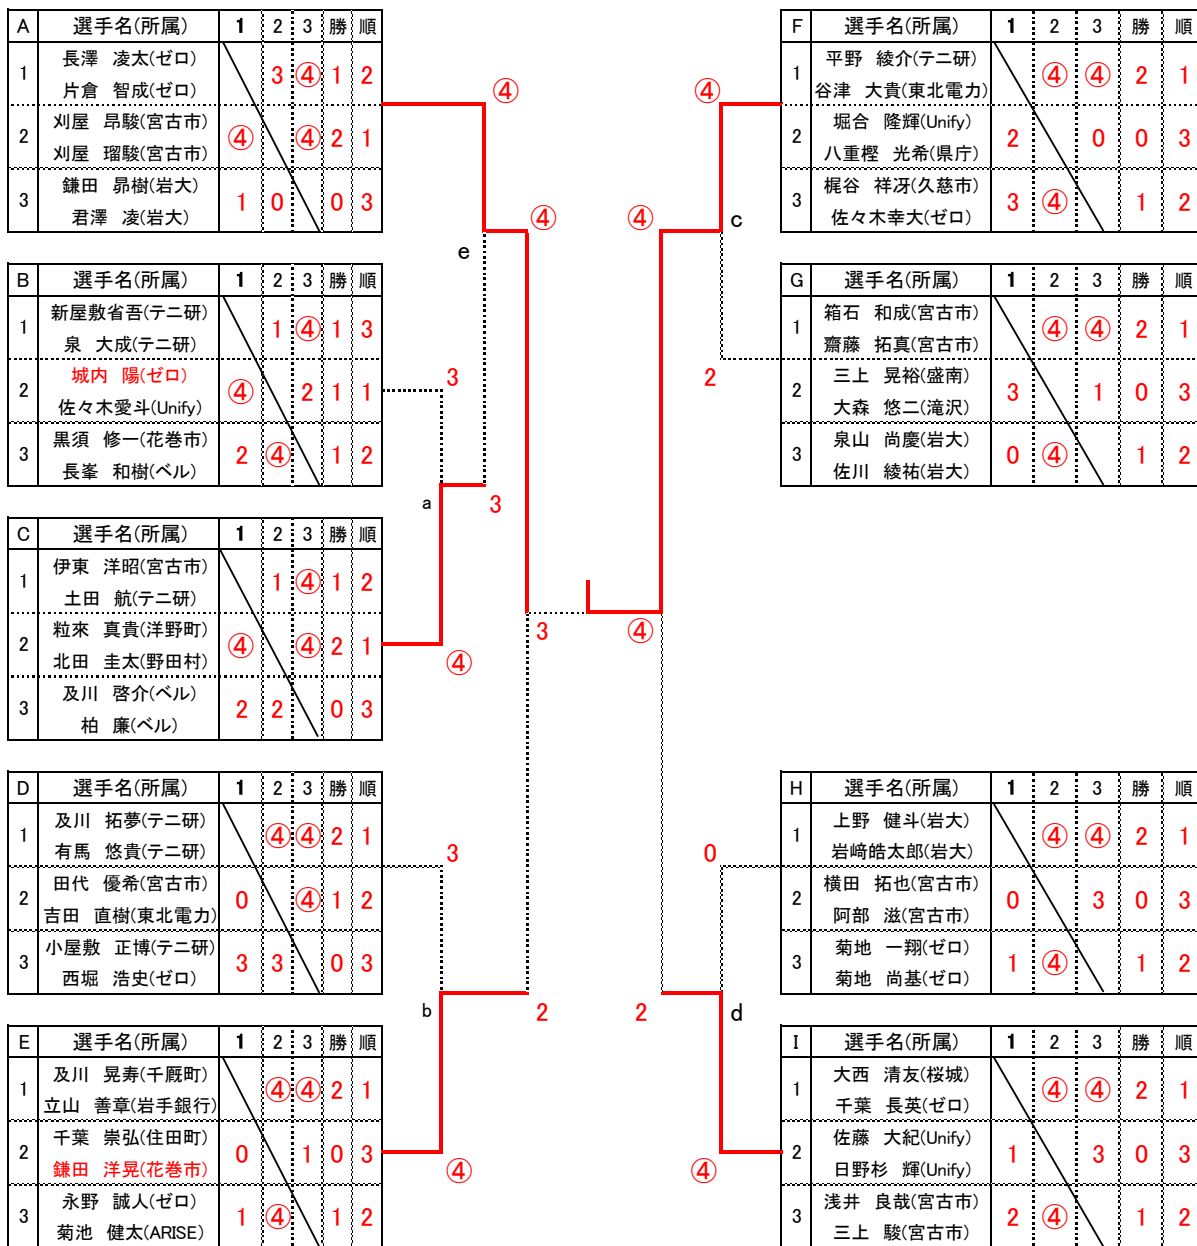 A 選手名(所属) 1 2 3 勝 順
1 長澤 凌太(ゼロ) 3 ④ 1 2
片倉 智成(ゼロ)
2 刈屋 昂駿(宮古市) ④ ④ 2 1
刈屋 瑠駿(宮古市)
3 鎌田 昴樹(岩大) 1 0 0 3
君澤 凌(岩大)
B 選手名(所属) 1 2 3 勝 順
1 新屋敷省吾(テニ研) 1 ④ 1 3
泉 大成(テニ研)
2 城内 陽(ゼロ) ④ 2 1 1
佐々木愛斗(Unify)
3 黒須 修一(花巻市) 2 ④ 1 2
長峯 和樹(ベル)
C 選手名(所属) 1 2 3 勝 順
1 伊東 洋昭(宮古市) 1 ④ 1 2
土田 航(テニ研)
2 粒來 真貴(洋野町) ④ ④ 2 1
北田 圭太(野田村)
3 及川 啓介(ベル) 2 2 0 3
柏 廉(ベル)
D 選手名(所属) 1 2 3 勝 順
1 及川 拓夢(テニ研) ④ ④ 2 1
有馬 悠貴(テニ研)
2 田代 優希(宮古市) 0 ④ 1 2
吉田 直樹(東北電力)
3 小屋敷 正博(テニ研) 3 3 0 3
西堀 浩史(ゼロ)
E 選手名(所属) 1 2 3 勝 順
1 及川 晃寿(千厩町) ④ ④ 2 1
立山 善章(岩手銀行)
2 千葉 崇弘(住田町) 0 1 0 3
鎌田 洋晃(花巻市)
3 永野 誠人(ゼロ) 1 ④ 1 2
菊池 健太(ARISE)
④
④
e
3
a
3
④
3
3
b
2
④
④
④
c
2
④
0
2
d
④
F 選手名(所属) 1 2 3 勝 順
1 平野 綾介(テニ研) ④ ④ 2 1
谷津 大貴(東北電力)
2 堀合 隆輝(Unify) 2 0 0 3
八重樫 光希(県庁)
3 梶谷 祥冴(久慈市) 3 ④ 1 2
佐々木幸大(ゼロ)
G 選手名(所属) 1 2 3 勝 順
1 箱石 和成(宮古市) ④ ④ 2 1
齋藤 拓真(宮古市)
2 三上 晃裕(盛南) 3 1 0 3
大森 悠二(滝沢)
3 泉山 尚慶(岩大) 0 ④ 1 2
佐川 綾祐(岩大)
H 選手名(所属) 1 2 3 勝 順
1 上野 健斗(岩大) ④ ④ 2 1
岩﨑皓太郎(岩大)
2 横田 拓也(宮古市) 0 3 0 3
阿部 滋(宮古市)
3 菊地 一翔(ゼロ) 1 ④ 1 2
菊地 尚基(ゼロ)
I 選手名(所属) 1 2 3 勝 順
1 大西 清友(桜城) ④ ④ 2 1
千葉 長英(ゼロ)
2 佐藤 大紀(Unify) 1 3 0 3
日野杉 輝(Unify)
3 浅井 良哉(宮古市) 2 ④ 1 2
三上 駿(宮古市)